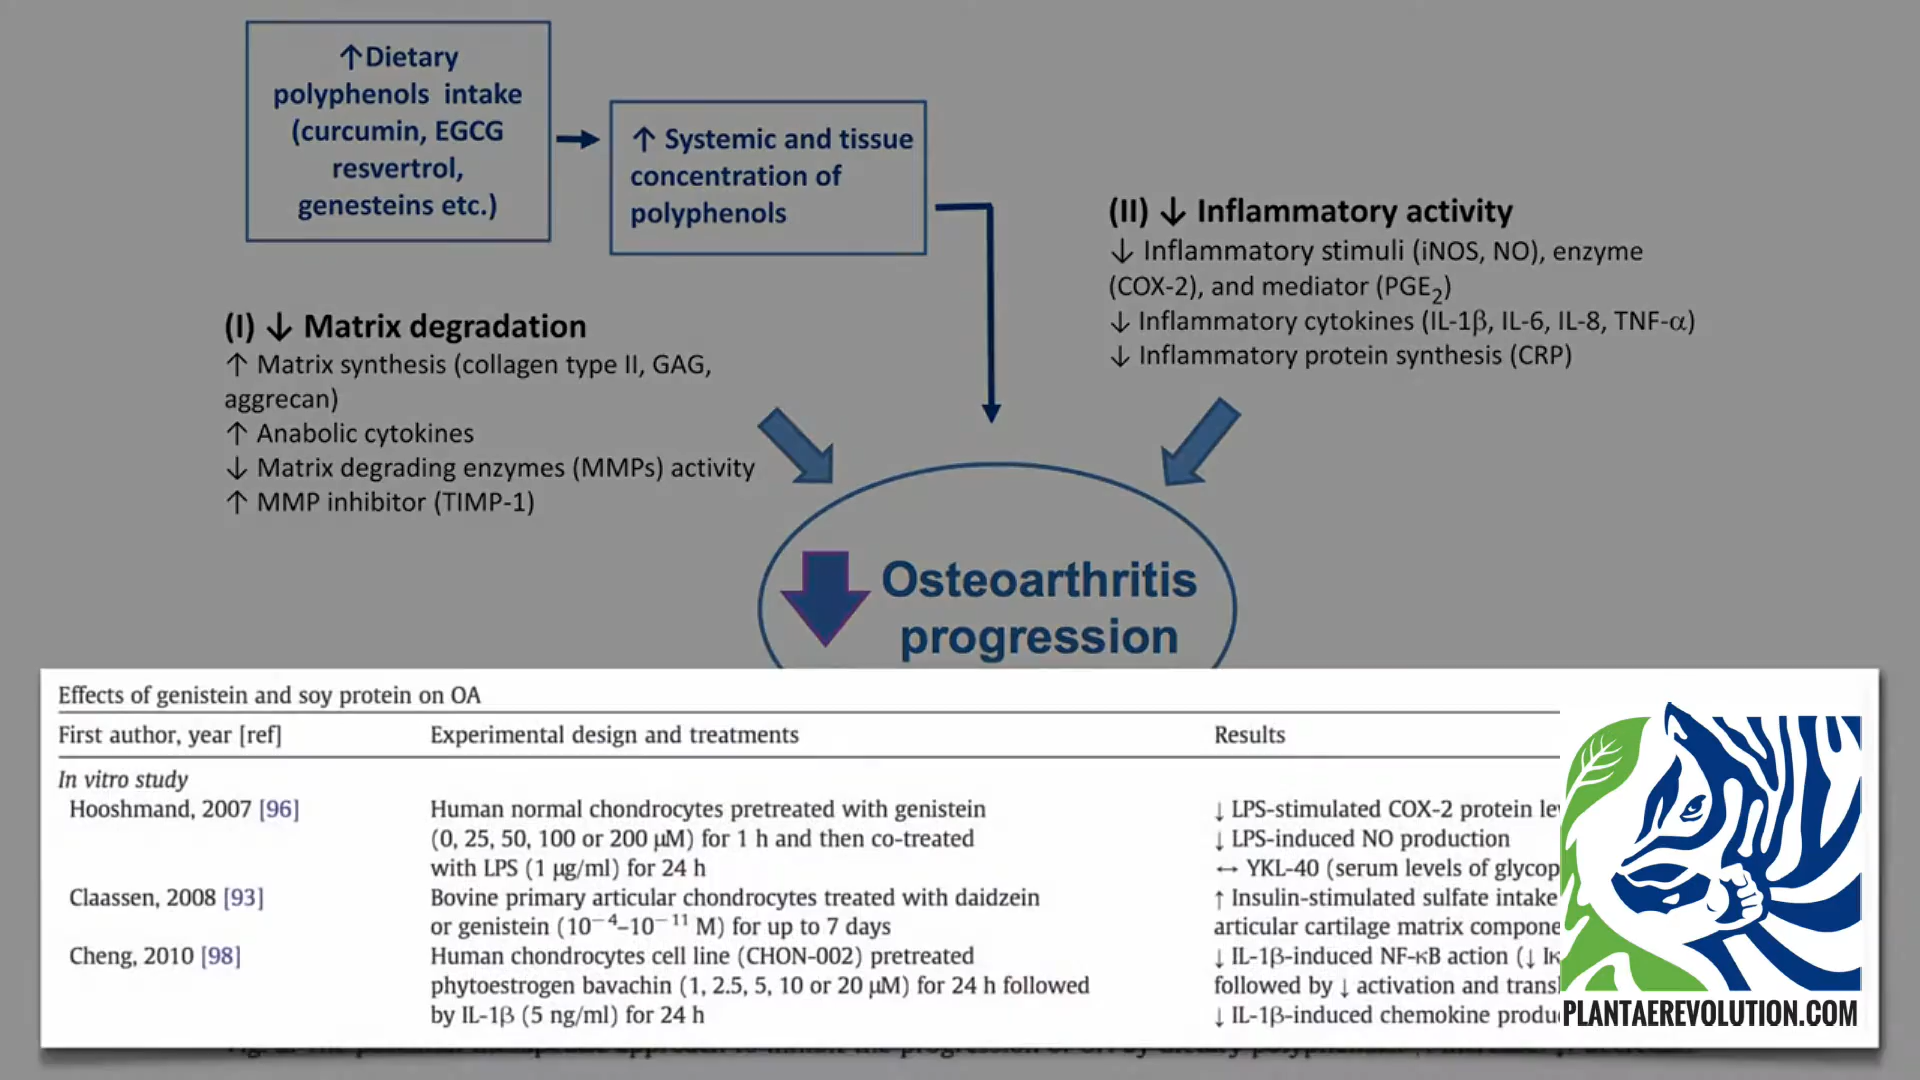 ↑Dietary
polyphenols intake
(curcumin, EGCG
resvertrol,
genesteins etc.)
↑ Systemic and tissue
concentration of
polyphenols
(I) ↓ Matrix degradation
↑ Matrix synthesis (collagen type II, GAG,
aggrecan)
↑ Anabolic cytokines
↓ Matrix degrading enzymes (MMPs) activity
↑ MMP inhibitor (TIMP-1)
(II) ↓ Inflammatory activity
↓ Inflammatory stimuli (iNOS, NO), enzyme
(COX-2), and mediator (PGE₂)
↓ Inflammatory cytokines (IL-1β, IL-6, IL-8, TNF-α)
↓ Inflammatory protein synthesis (CRP)
Osteoarthritis
progression
Effects of genistein and soy protein on OA
First author, year [ref] Experimental design and treatments Results
In vitro study
Hooshmand, 2007 [96] Human normal chondrocytes pretreated with genistein ↓ LPS-stimulated COX-2 protein
(0, 25, 50, 100 or 200 μM) for 1 h and then co-treated ↓ LPS-induced NO production
with LPS (1 μg/ml) for 24 h ↔ YKL-40 (serum levels of
Claassen, 2008 [93] Bovine primary articular chondrocytes treated with daidzein ↑ Insulin-stimulated sulfate intake
or genistein (10⁻⁴–10⁻¹¹ M) for up to 7 days articular cartilage matrix
Cheng, 2010 [98] Human chondrocytes cell line (CHON-002) pretreated ↓ IL-1β-induced NF-κB action (↓
phytoestrogen bavachin (1, 2.5, 5, 10 or 20 μM) for 24 h followed followed by ↓ activation and
by IL-1β (5 ng/ml) for 24 h ↓ IL-1β-induced chemokine
PLANTAEREVOLUTION.COM